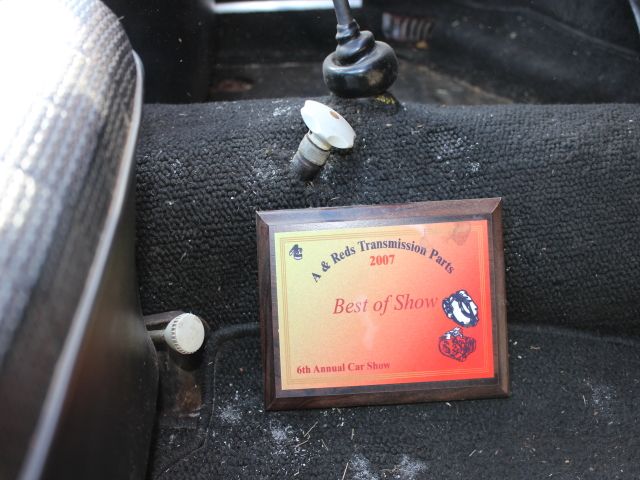 A & Reds Transmission Parts
2007
Best of Show
6th Annual Car Show